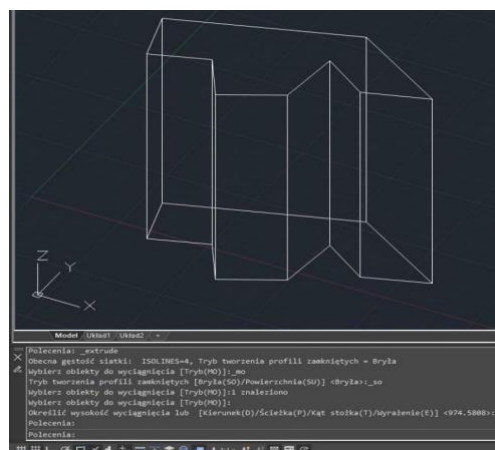 Z
Y
X
Model Układ1 Układ2 +
Polecenia: _extrude
Obecna gęstość siatki: ISOLINES=4, Tryb tworzenia profili zamkniętych = Bryła
Wybierz obiekty do wyciągnięcia [Tryb(MO)]:_mo
Tryb tworzenia profili zamkniętych [Bryła(SO)/Powierzchnia(SU)] <Bryła>:_so
Wybierz obiekty do wyciągnięcia [Tryb(MO)]:1 znaleziono
Wybierz obiekty do wyciągnięcia [Tryb(MO)]:
Określić wysokość wyciągnięcia lub [Kierunek(D)/Ścieżka(P)/Kąt stożka(T)/Wyrażenie(E)] <974.5808>:
Polecenia:
Polecenia: